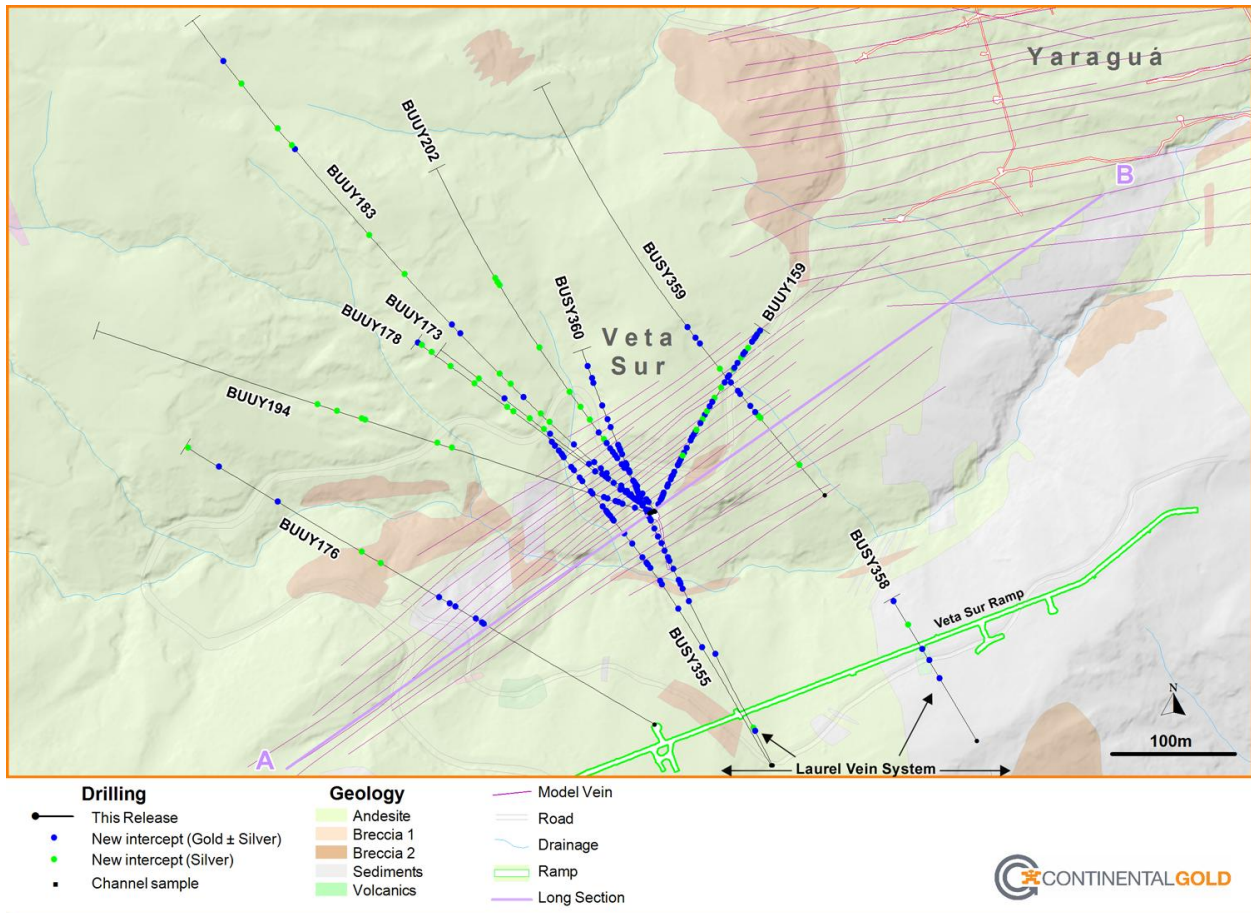 Yaraguá
BUUY202
BUUY183
B
BUSY359
BUUY159
BUUY173
BUUY178
BUSY360
Veta
Sur
BUUY194
BUUY176
BUSY358
Veta Sur Ramp
BUSY355
N
100m
A
Laurel Vein System
Drilling
This Release
New intercept (Gold ± Silver)
New intercept (Silver)
Channel sample
Geology
Andesite
Breccia 1
Breccia 2
Sediments
Volcanics
Model Vein
Road
Drainage
Ramp
Long Section
CONTINENTALGOLD